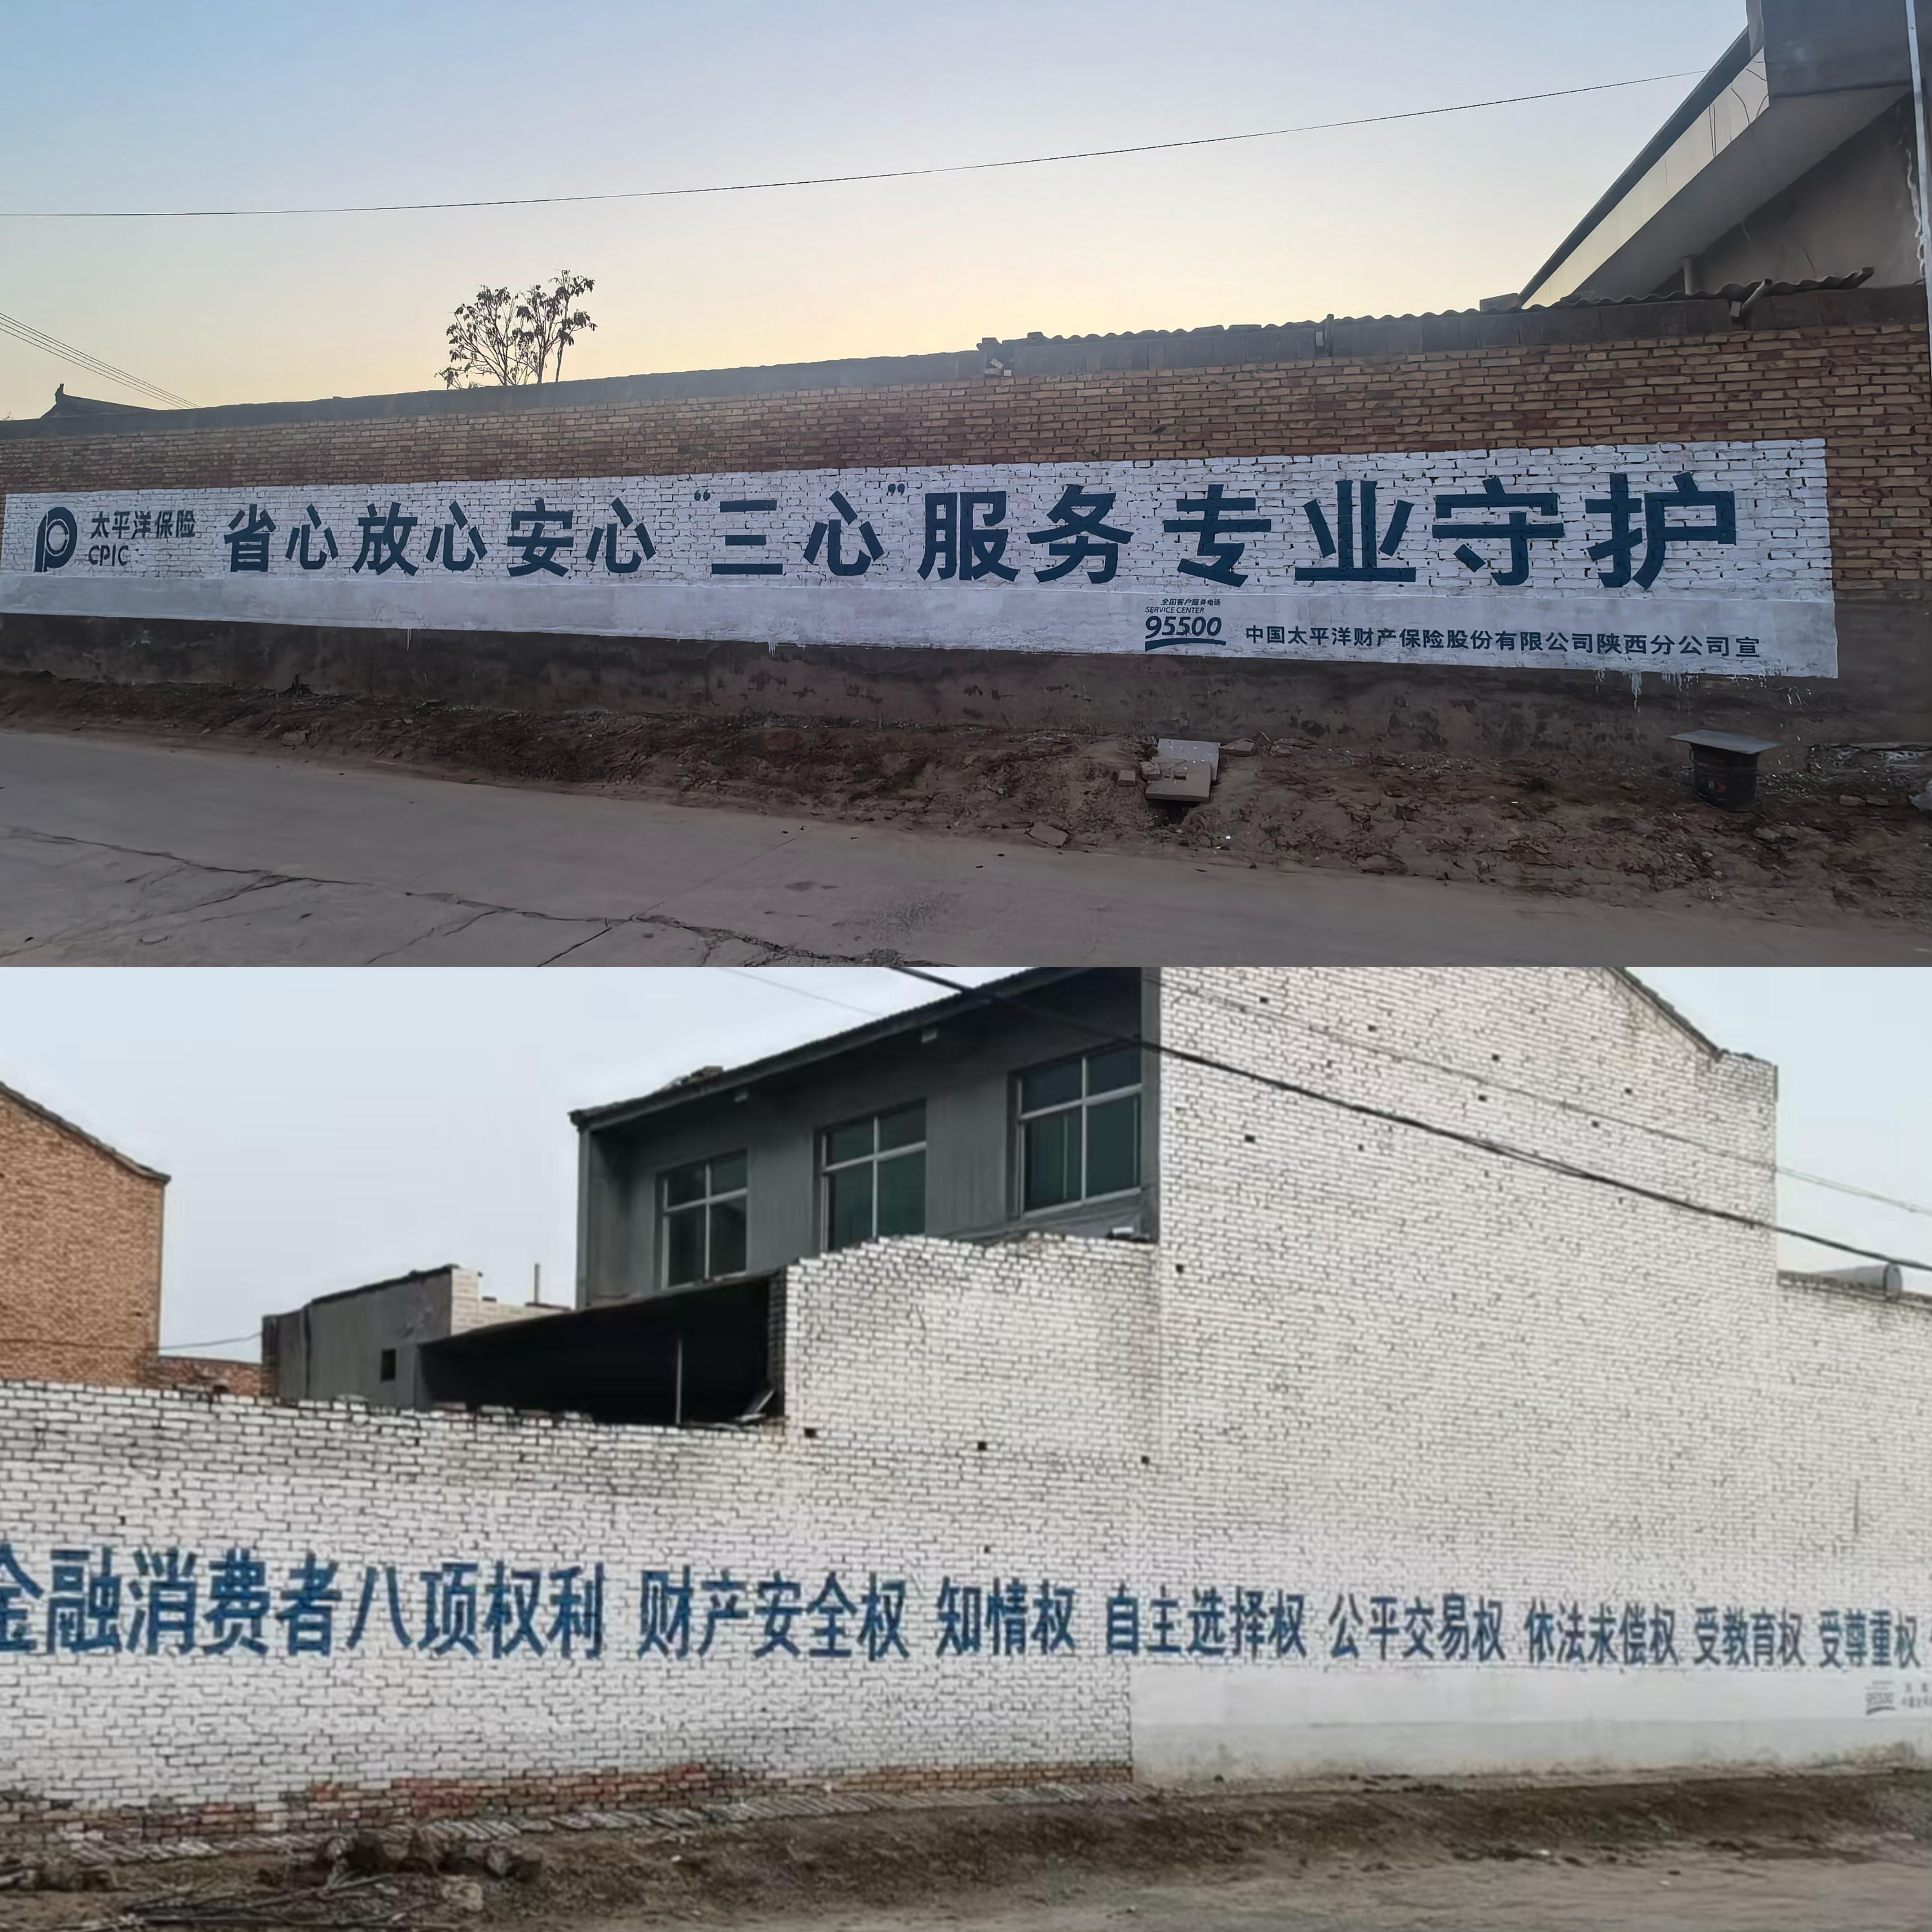 太平洋保险
CPIC
省心 放心 安心 “三心”服务 专业守护
全国客户服务电话
SERVICE CENTER
95500
中国太平洋财产保险股份有限公司陕西分公司宣
金融消费者八项权利 财产安全权 知情权 自主选择权 公平交易权 依法求偿权 受教育权 受尊重权
95500